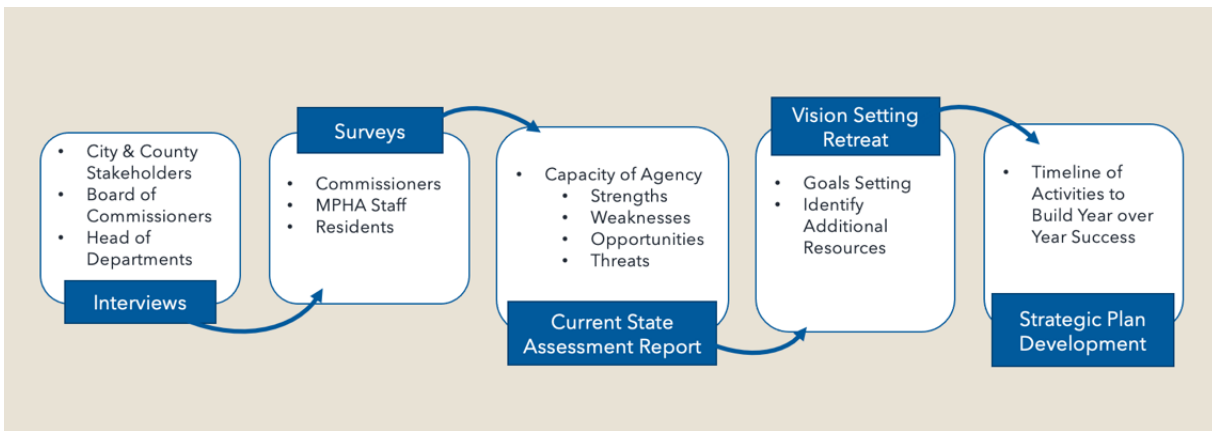 • City & County
Stakeholders
• Board of
Commissioners
• Head of
Departments
Interviews
Surveys
• Commissioners
• MPHA Staff
• Residents
• Capacity of Agency
• Strengths
• Weaknesses
• Opportunities
• Threats
Current State
Assessment Report
Vision Setting
Retreat
• Goals Setting
• Identify
Additional
Resources
• Timeline of
Activities to
Build Year over
Year Success
Strategic Plan
Development